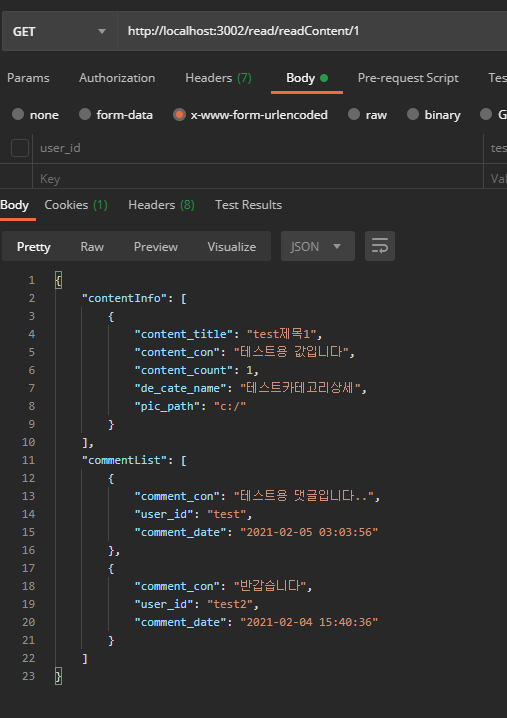 GET http://localhost:3002/read/readContent/1
Params Authorization Headers (7) Body Pre-request Script
none form-data x-www-form-urlencoded raw binary
user_id
Key
Body Cookies (1) Headers (8) Test Results
Pretty Raw Preview Visualize JSON
1 {
2 "contentInfo": [
3 {
4 "content_title": "test제목1",
5 "content_con": "테스트용 값입니다",
6 "content_count": 1,
7 "de_cate_name": "테스트카테고리상세",
8 "pic_path": "c:/"
9 }
10 ],
11 "commentList": [
12 {
13 "comment_con": "테스트용 댓글입니다..",
14 "user_id": "test",
15 "comment_date": "2021-02-05 03:03:56"
16 },
17 {
18 "comment_con": "반갑습니다",
19 "user_id": "test2",
20 "comment_date": "2021-02-04 15:40:36"
21 }
22 ]
23 }